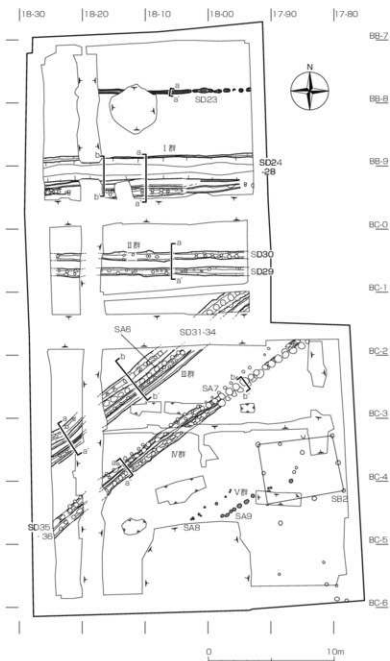 18-30 18-20 18-10 18-00 17-90 17-80
BB-7
N
a
a'
SD23
BB-8
I群
b a
BB-9
SD24
-28
b' a'
BC-0
II群
a
SD30
SD29
a'
BC-1
SA6
SD31-34
BC-2
b
III群
b
SA7
a
b'
b'
BC-3
a'
a
IV群
a'
BC-4
V群
SB2
SD35
-36
SA8
SA9
BC-5
BC-6
0 10m